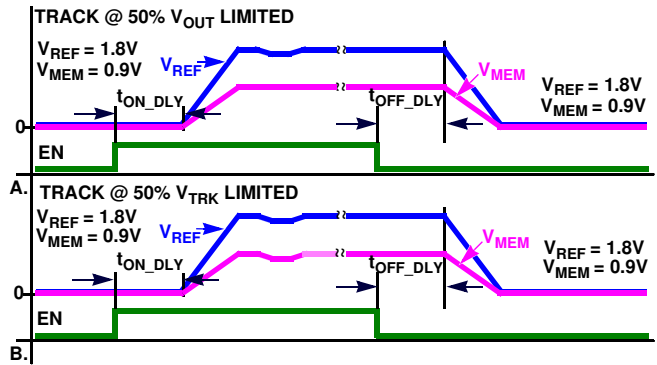 TRACK @ 50% VOUT LIMITED
VREF = 1.8V
VMEM = 0.9V
VREF
VMEM
VREF = 1.8V
VMEM = 0.9V
tON_DLY
tOFF_DLY
0
EN
A.
TRACK @ 50% VTRK LIMITED
VREF = 1.8V
VMEM = 0.9V
VREF
VMEM
VREF = 1.8V
VMEM = 0.9V
tON_DLY
tOFF_DLY
0
EN
B.